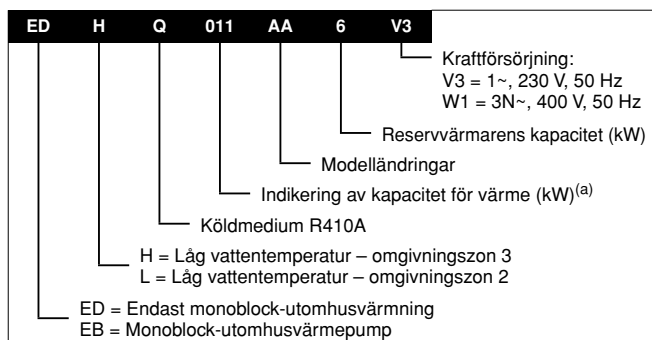 ED H Q 011 AA 6 V3
Kraftförsörjning:
V3 = 1~, 230 V, 50 Hz
W1 = 3N~, 400 V, 50 Hz
Reservvärmarens kapacitet (kW)
Modelländringar
Indikering av kapacitet för värme (kW)(a)
Köldmedium R410A
H = Låg vattentemperatur – omgivningszon 3
L = Låg vattentemperatur – omgivningszon 2
ED = Endast monoblock-utomhusvärmning
EB = Monoblock-utomhusvärmepump